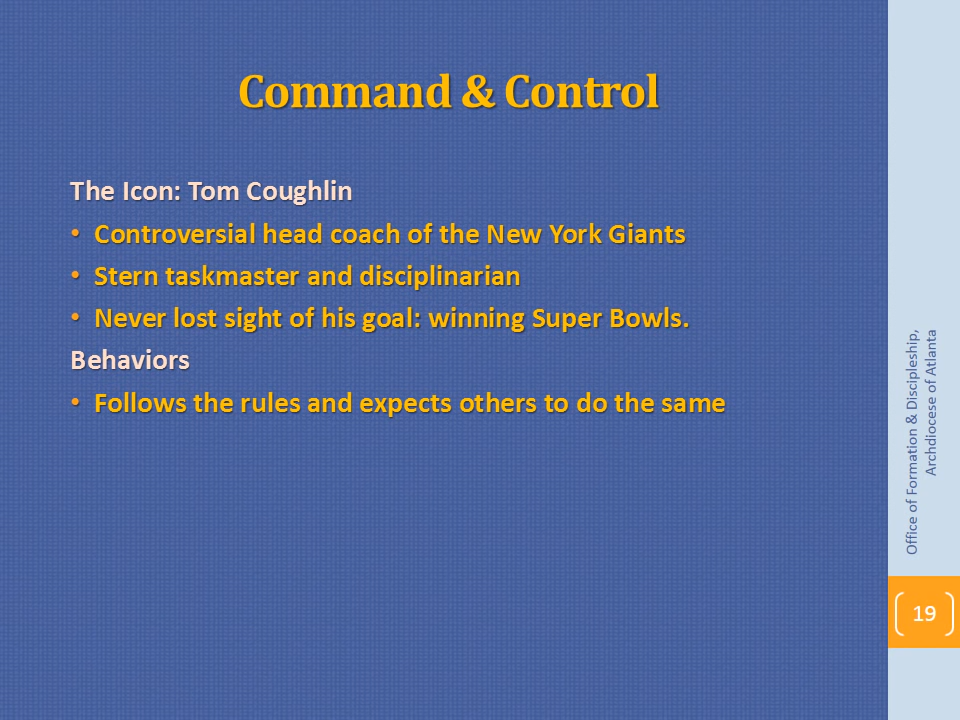 Command & Control
The Icon: Tom Coughlin
• Controversial head coach of the New York Giants
• Stern taskmaster and disciplinarian
• Never lost sight of his goal: winning Super Bowls.
Behaviors
• Follows the rules and expects others to do the same
Office of Formation & Discipleship,
Archdiocese of Atlanta
19